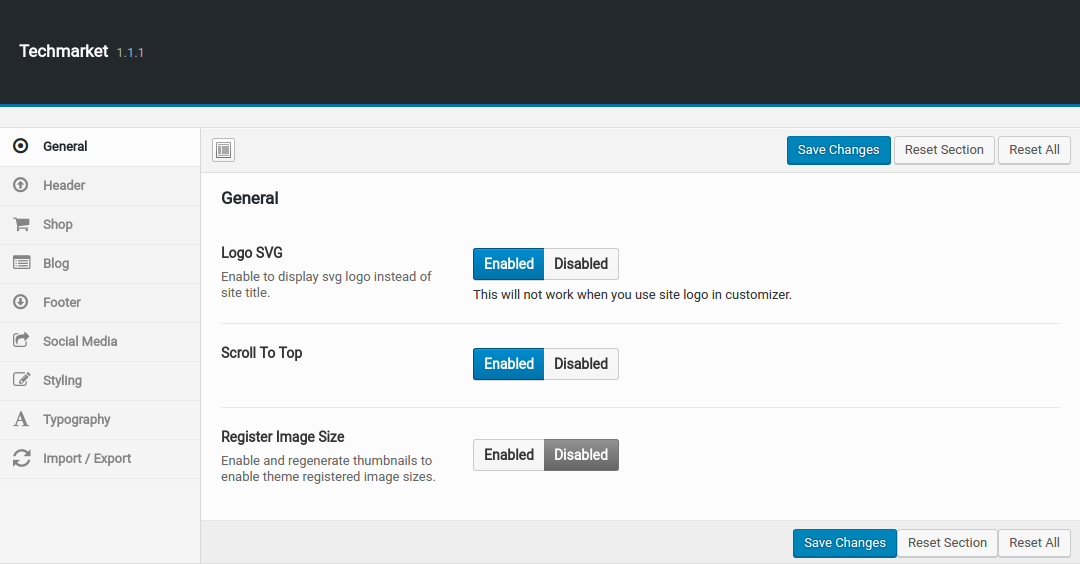 Techmarket 1.1.1
General
Header
Shop
Blog
Footer
Social Media
Styling
Typography
Import / Export
Save Changes Reset Section Reset All
General
Logo SVG
Enable to display svg logo instead of
site title.
Enabled Disabled
This will not work when you use site logo in customizer.
Scroll To Top
Enabled Disabled
Register Image Size
Enable and regenerate thumbnails to
enable theme registered image sizes.
Enabled Disabled
Save Changes Reset Section Reset All